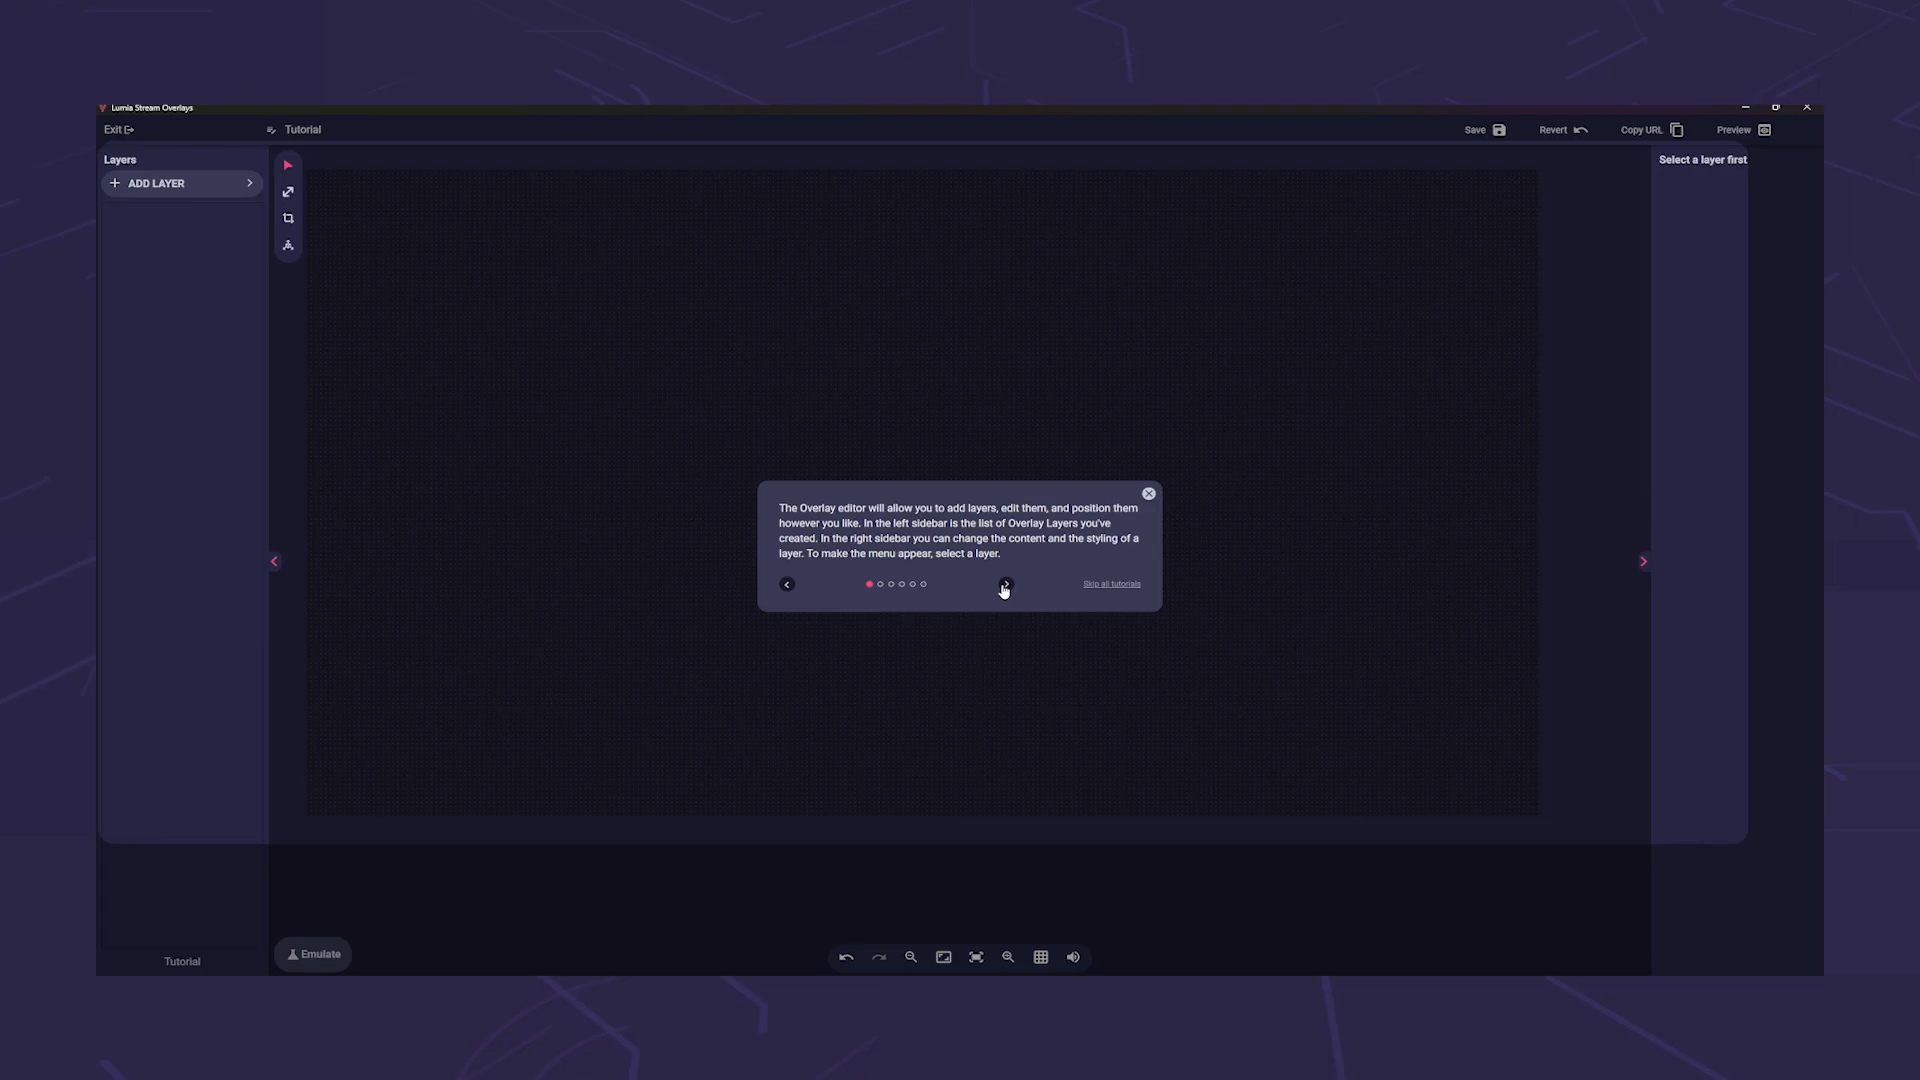 Lumia Stream Overlays
Exit
Tutorial
Save
Revert
Copy URL
Preview
Layers
ADD LAYER
Select a layer first
The Overlay editor will allow you to add layers, edit them, and position them
however you like. In the left sidebar is the list of Overlay Layers you've
created. In the right sidebar you can change the content and the styling of a
layer. To make the menu appear, select a layer.
Skip all tutorials
Tutorial
Emulate